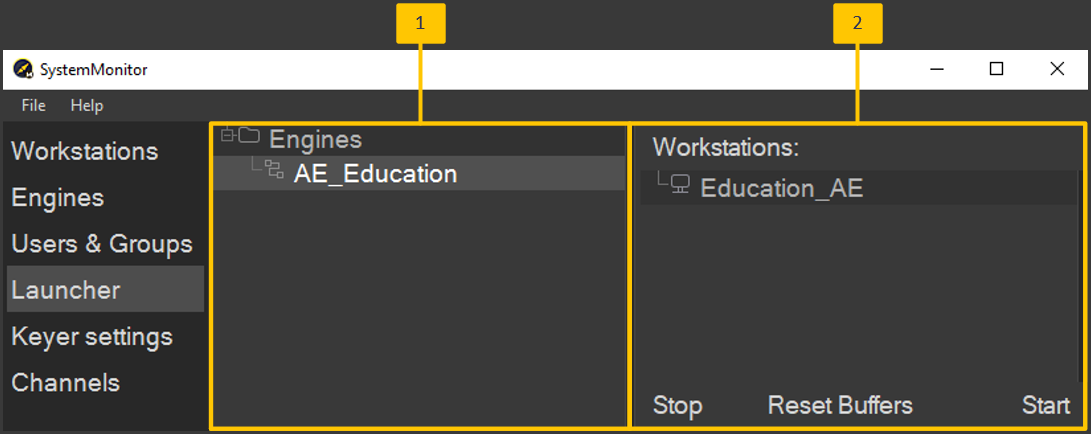 1
2
SystemMonitor
File Help
Workstations
Engines
Users & Groups
Launcher
Keyer settings
Channels
Engines
AE_Education
Workstations:
Education_AE
Stop Reset Buffers Start